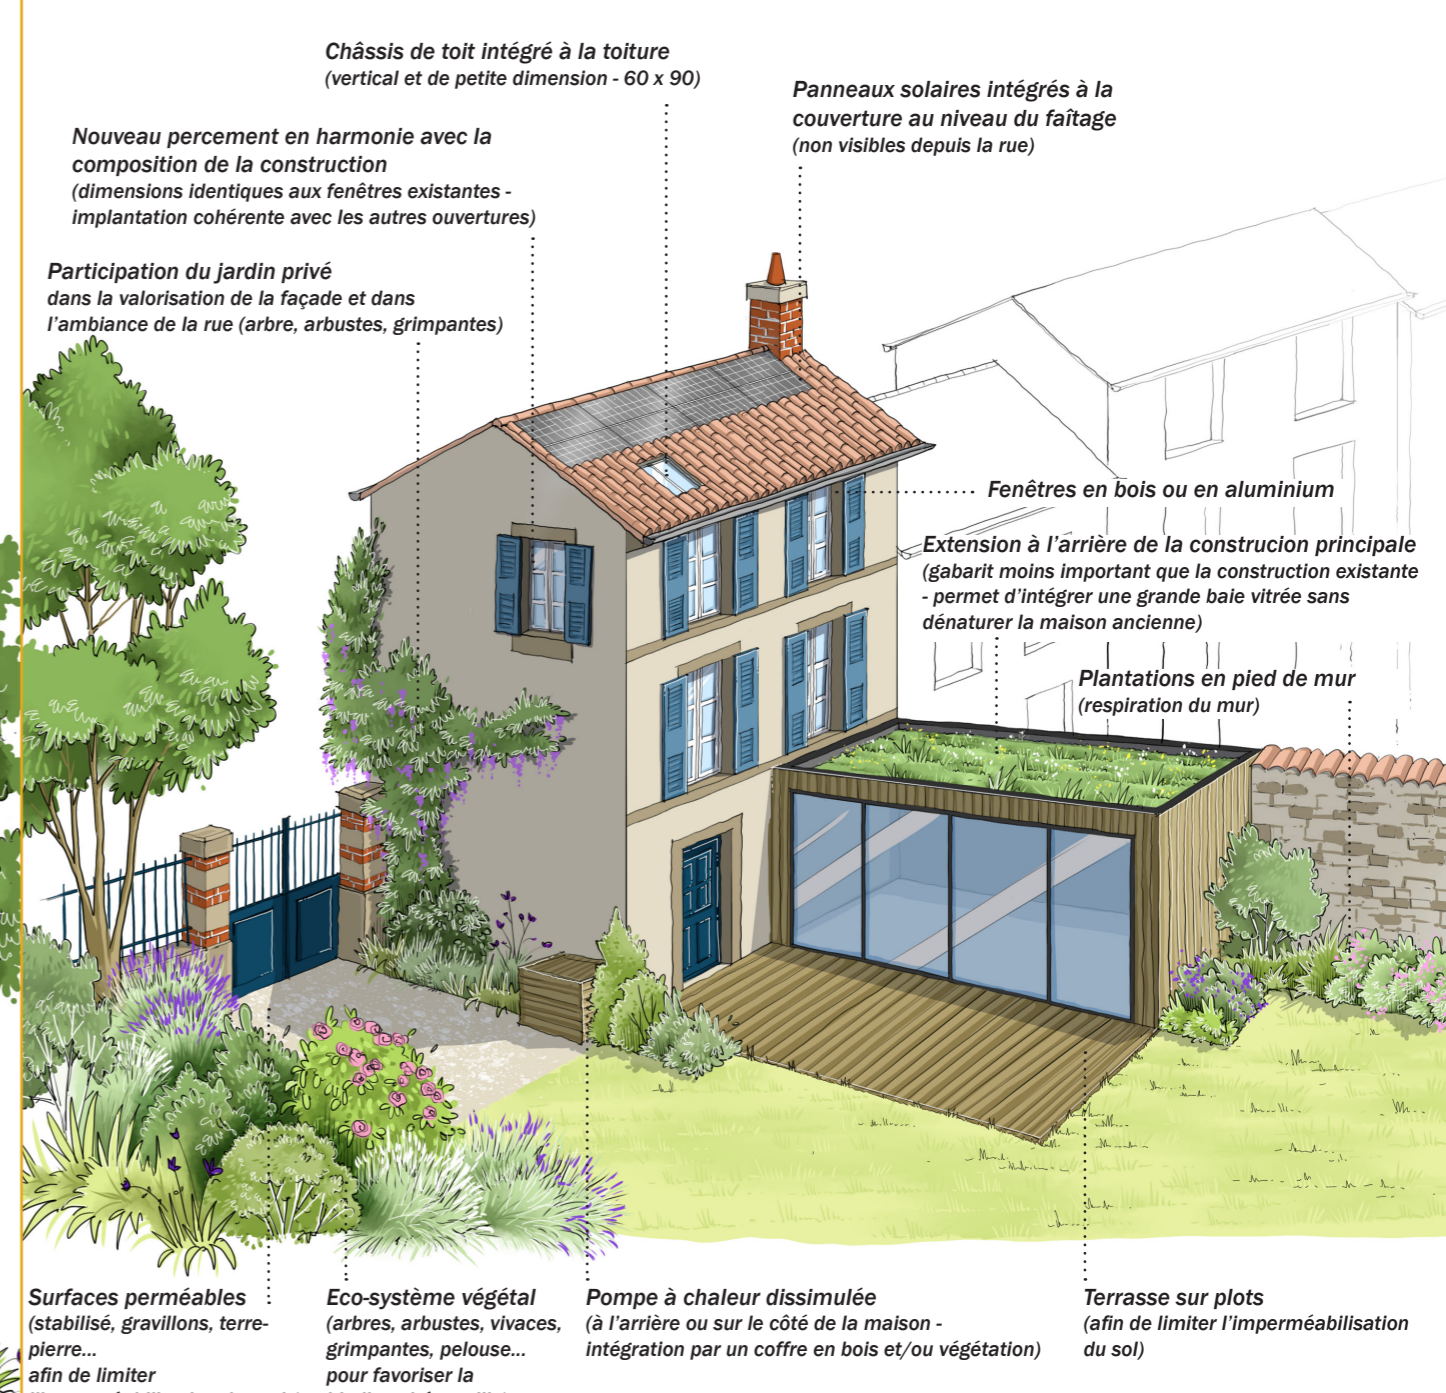 Châssis de toit intégré à la toiture
(vertical et de petite dimension - 60 x 90)
Panneaux solaires intégrés à la
couverture au niveau du faîtage
(non visibles depuis la rue)
Nouveau percement en harmonie avec la
composition de la construction
(dimensions identiques aux fenêtres existantes -
implantation cohérente avec les autres ouvertures)
Participation du jardin privé
dans la valorisation de la façade et dans
l'ambiance de la rue (arbre, arbustes, grimpantes)
Fenêtres en bois ou en aluminium
Extension à l'arrière de la construcion principale
(gabarit moins important que la construction existante
- permet d'intégrer une grande baie vitrée sans
dénaturer la maison ancienne)
Plantations en pied de mur
(respiration du mur)
Surfaces perméables
(stabilisé, gravillons, terre-
pierre...
afin de limiter
Eco-système végétal
(arbres, arbustes, vivaces,
grimpantes, pelouse...
pour favoriser la
Pompe à chaleur dissimulée
(à l'arrière ou sur le côté de la maison -
intégration par un coffre en bois et/ou végétation)
Terrasse sur plots
(afin de limiter l'imperméabilisation
du sol)